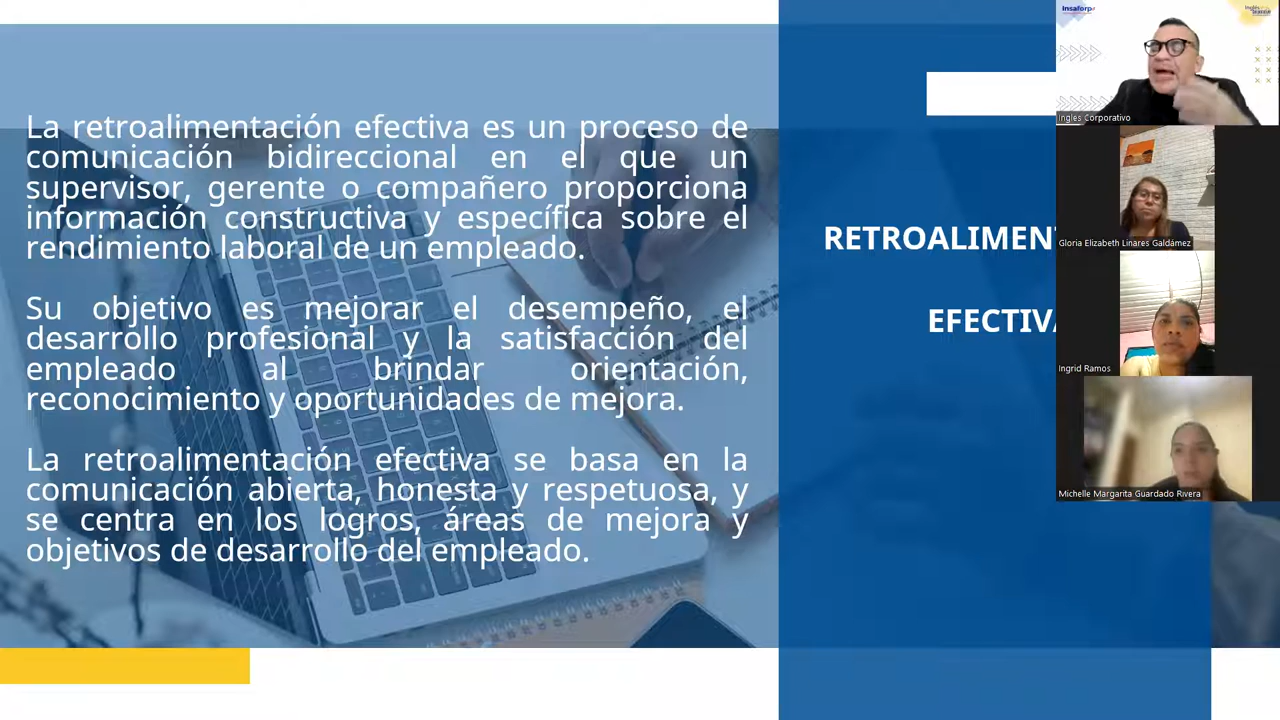 La retroalimentación efectiva es un proceso de
comunicación bidireccional en el que un
supervisor, gerente o compañero proporciona
información constructiva y específica sobre el
rendimiento laboral de un empleado.
Su objetivo es mejorar el desempeño, el
desarrollo profesional y la satisfacción del
empleado al brindar orientación,
reconocimiento y oportunidades de mejora.
La retroalimentación efectiva se basa en la
comunicación abierta, honesta y respetuosa, y
se centra en los logros, áreas de mejora y
objetivos de desarrollo del empleado.
RETROALIMEN
EFECTIVA
Insaforp
Ingles Corporativo
Gloria Elizabeth Linares Galdámez
Ingrid Ramos
Michelle Margarita Guardado Rivera